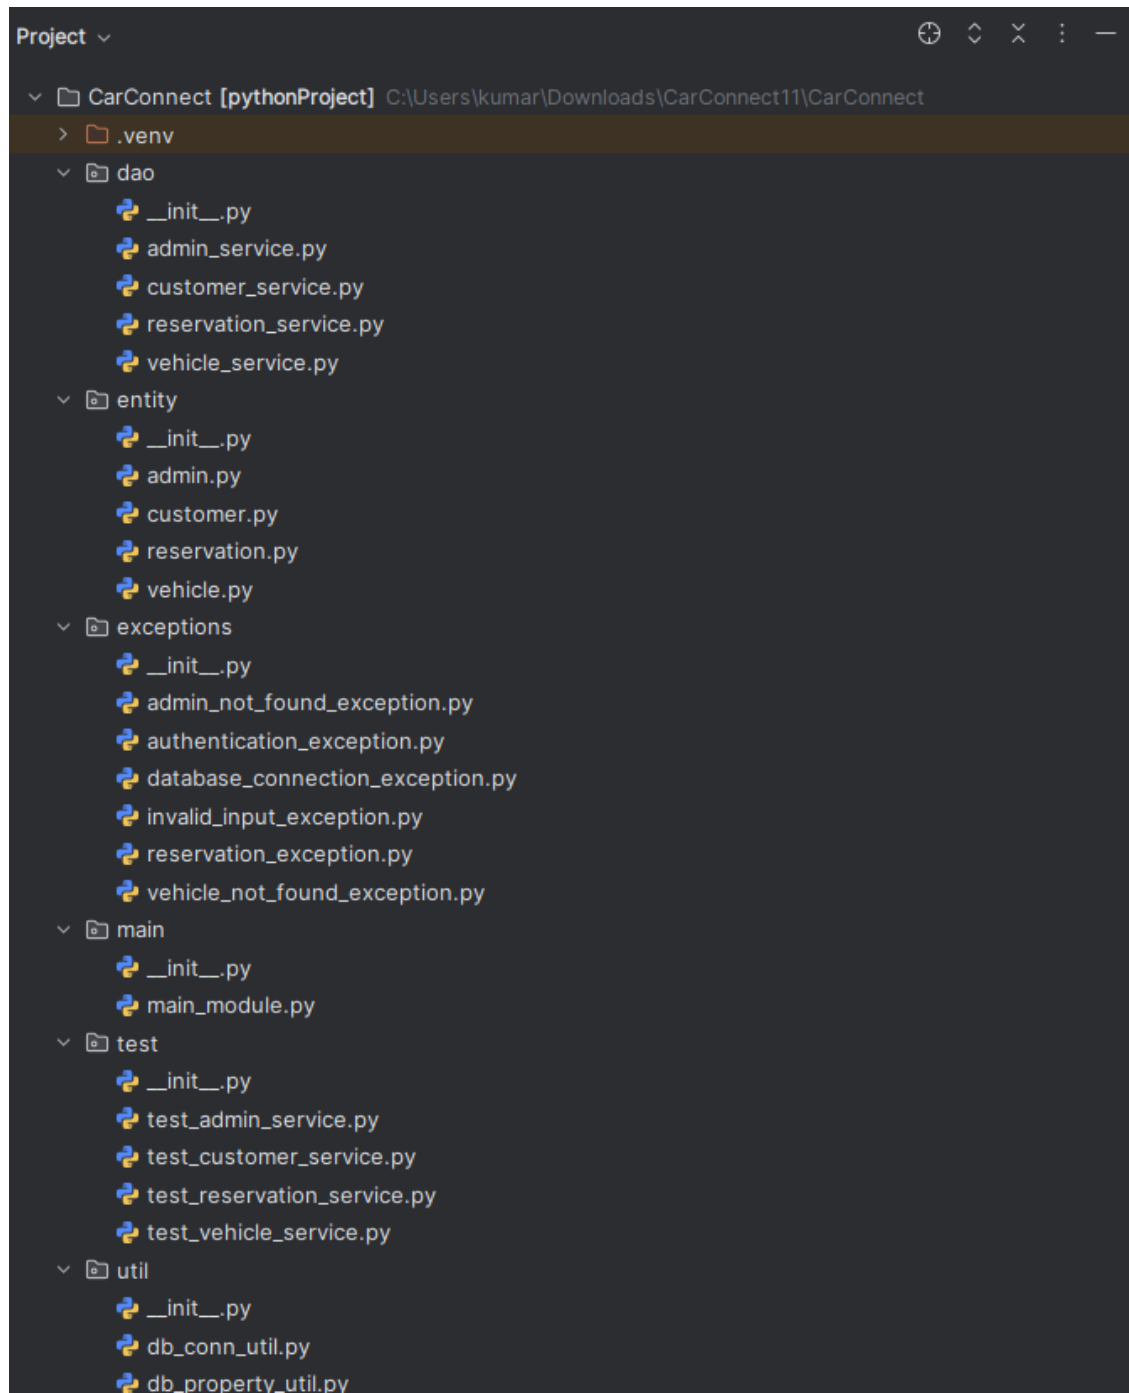 Project
CarConnect [pythonProject] C:\Users\kumar\Downloads\CarConnect11\CarConnect
.venv
dao
__init__.py
admin_service.py
customer_service.py
reservation_service.py
vehicle_service.py
entity
__init__.py
admin.py
customer.py
reservation.py
vehicle.py
exceptions
__init__.py
admin_not_found_exception.py
authentication_exception.py
database_connection_exception.py
invalid_input_exception.py
reservation_exception.py
vehicle_not_found_exception.py
main
__init__.py
main_module.py
test
__init__.py
test_admin_service.py
test_customer_service.py
test_reservation_service.py
test_vehicle_service.py
util
__init__.py
db_conn_util.py
db_property_util.py